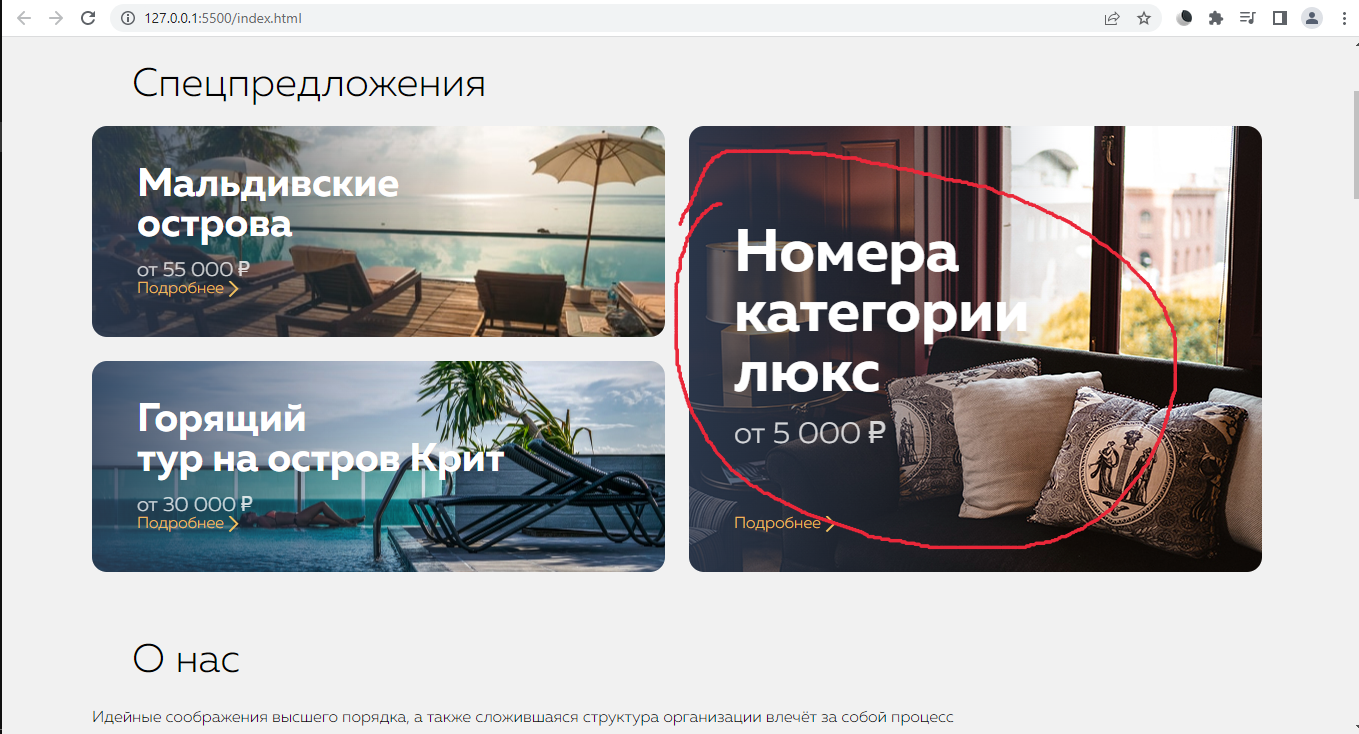 127.0.0.1:5500/index.html
Спецпредложения
Мальдивские
острова
от 55 000 ₽
Подробнее
Горящий
тур на остров Крит
от 30 000 ₽
Подробнее
Номера
категории
люкс
от 5 000 ₽
Подробнее
О нас
Идейные соображения высшего порядка, а также сложившаяся структура организации влечёт за собой процесс